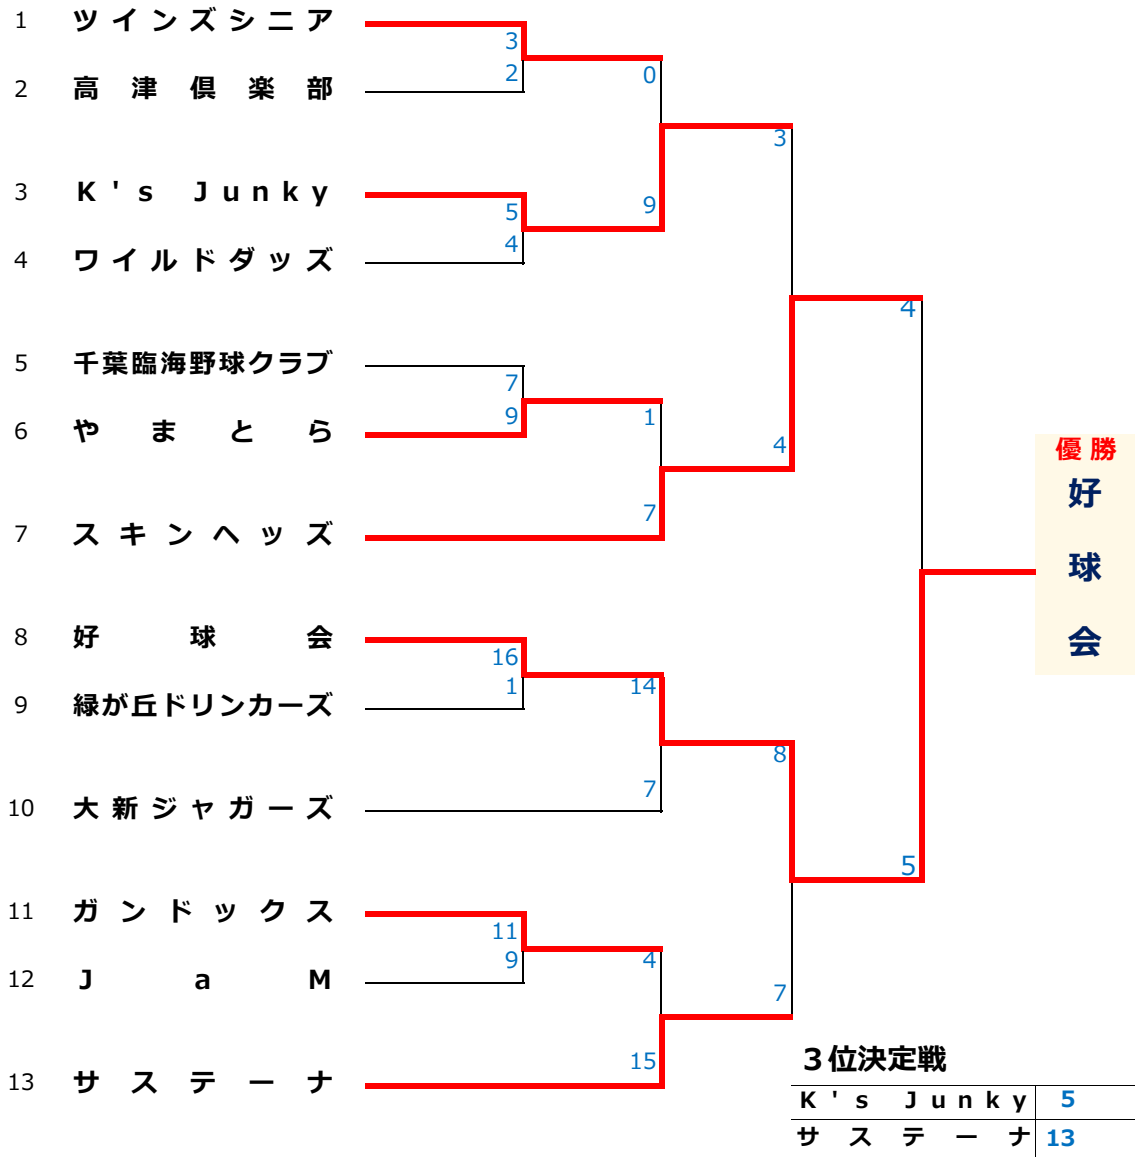 1 ツインズシニア
3
2
0
2 高津倶楽部
3
3 K's Junky
5
9
4
4 ワイルドダッズ
4
5 千葉臨海野球クラブ
7
9
1
4
6 やまとら
優勝
好球会
7
7 スキンヘッズ
8 好球会
16
1
14
9 緑が丘ドリンカーズ
8
7
10 大新ジャガーズ
5
11 ガンドックス
11
9
4
12 JaM
7
15
13 サステーナ
３位決定戦
K's Junky 5
サステーナ 13